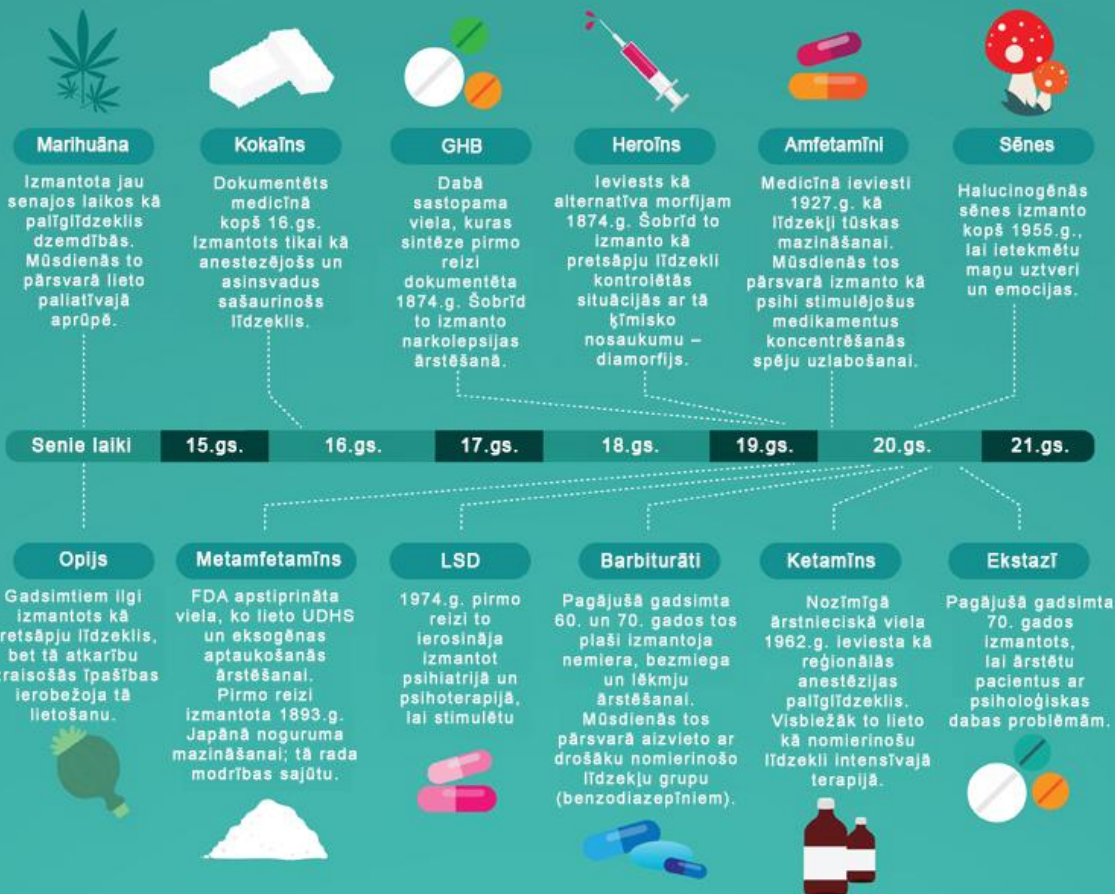 Marihuāna
Izmantota jau
senajos laikos kā
palīglīdzeklis
dzemdībās.
Mūsdienās to
pārsvarā lieto
paliatīvajā
aprūpē.
Kokaīns
Dokumentēts
medicīnā
kopš 16.gs.
Izmantots tikai kā
anestezējošs un
asinsvadus
sašaurinošs
līdzeklis.
GHB
Dabā
sastopama
viela, kuras
sintēze pirmo
reizi
dokumentēta
1874.g. Šobrīd
to izmanto
narkolepsijas
ārstēšanā.
Heroīns
Ieviests kā
alternatīva morfijam
1874.g. Šobrīd to
izmanto kā
pretsāpju līdzekli
kontrolētās
situācijās ar tā
ķīmisko
nosaukumu –
diamorfijs.
Amfetamīni
Medicīnā ieviesti
1927.g. kā
līdzekļi tūskas
mazināšanai.
Mūsdienās tos
pārsvarā izmanto kā
psihi stimulējošus
medikamentus
koncentrēšanās
spēju uzlabošanai.
Sēnes
Halucinogēnās
sēnes izmanto
kopš 1955.g.,
lai ietekmētu
maņu uztveri
un emocijas.
Senie laiki 15.gs. 16.gs. 17.gs. 18.gs. 19.gs. 20.gs. 21.gs.
Opijs
Gadsimtiem ilgi
izmantots kā
retsāpju līdzeklis,
bet tā atkarību
raisošās īpašības
ierobežoja tā
lietošanu.
Metamfetamīns
FDA apstiprināta
viela, ko lieto UDHS
un eksogēnas
aptaukošanās
ārstēšanai.
Pirmo reizi
izmantota 1893.g.
Japānā noguruma
mazināšanai; tā rada
modrības sajūtu.
LSD
1974.g. pirmo
reizi to
ierosināja
izmantot
psihiatrijā un
psihoterapijā,
lai stimulētu
Barbiturāti
Pagājušā gadsimta
60. un 70. gados tos
plaši izmantoja
nemiera, bezmiega
un lēkmju
ārstēšanai.
Mūsdienās tos
pārsvarā aizvieto ar
drošāku nomierinošo
līdzekļu grupu
(benzodiazepīniem).
Ketamīns
Nozīmīgā
ārstnieciskā viela
1962.g. ieviesta kā
reģionālās
anestēzijas
palīglīdzeklis.
Visbiežāk to lieto
kā nomierinošu
līdzekli intensīvajā
terapijā.
Ekstazī
Pagājušā gadsimta
70. gados
izmantots,
lai ārstētu
pacientus ar
psiholoģiskas
dabas problēmām.